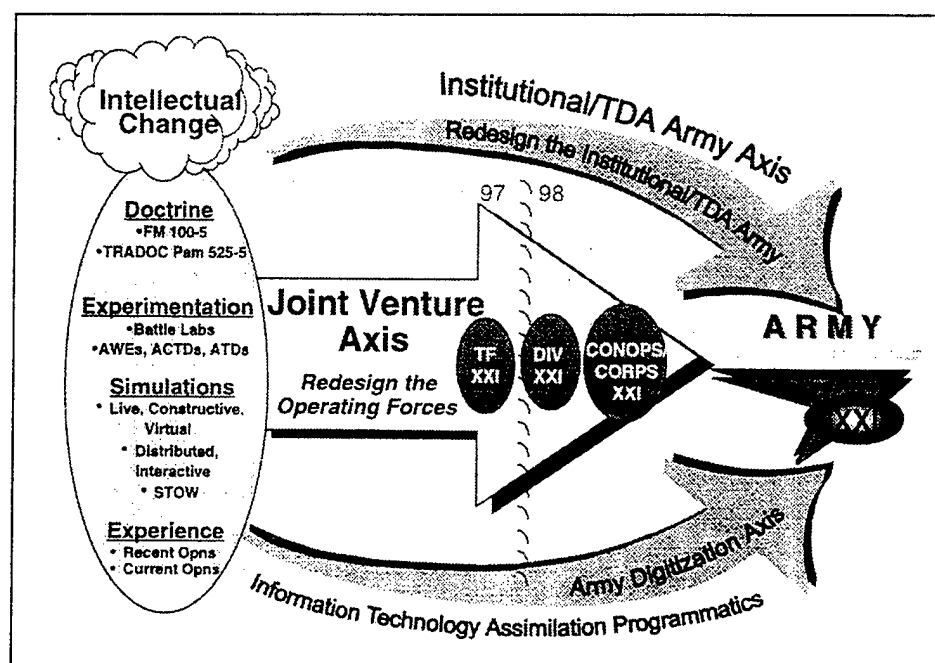 Intellectual
Change
Doctrine
•FM 100-5
•TRADOC Pam 525-5
Experimentation
•Battle Labs
•AWEs, ACTDs, ATDs
Simulations
• Live, Constructive,
Virtual
• Distributed,
Interactive
• STOW
Experience
• Recent Opns
• Current Opns
Institutional/TDA Army Axis
Redesign the Institutional/TDA Army
97
98
Joint Venture
Axis
Redesign the
Operating Forces
TF
XXI
DIV
XXI
CONOPS/
CORPS
XXI
ARMY
XXI
Army Digitization Axis
Information Technology Assimilation Programmatics